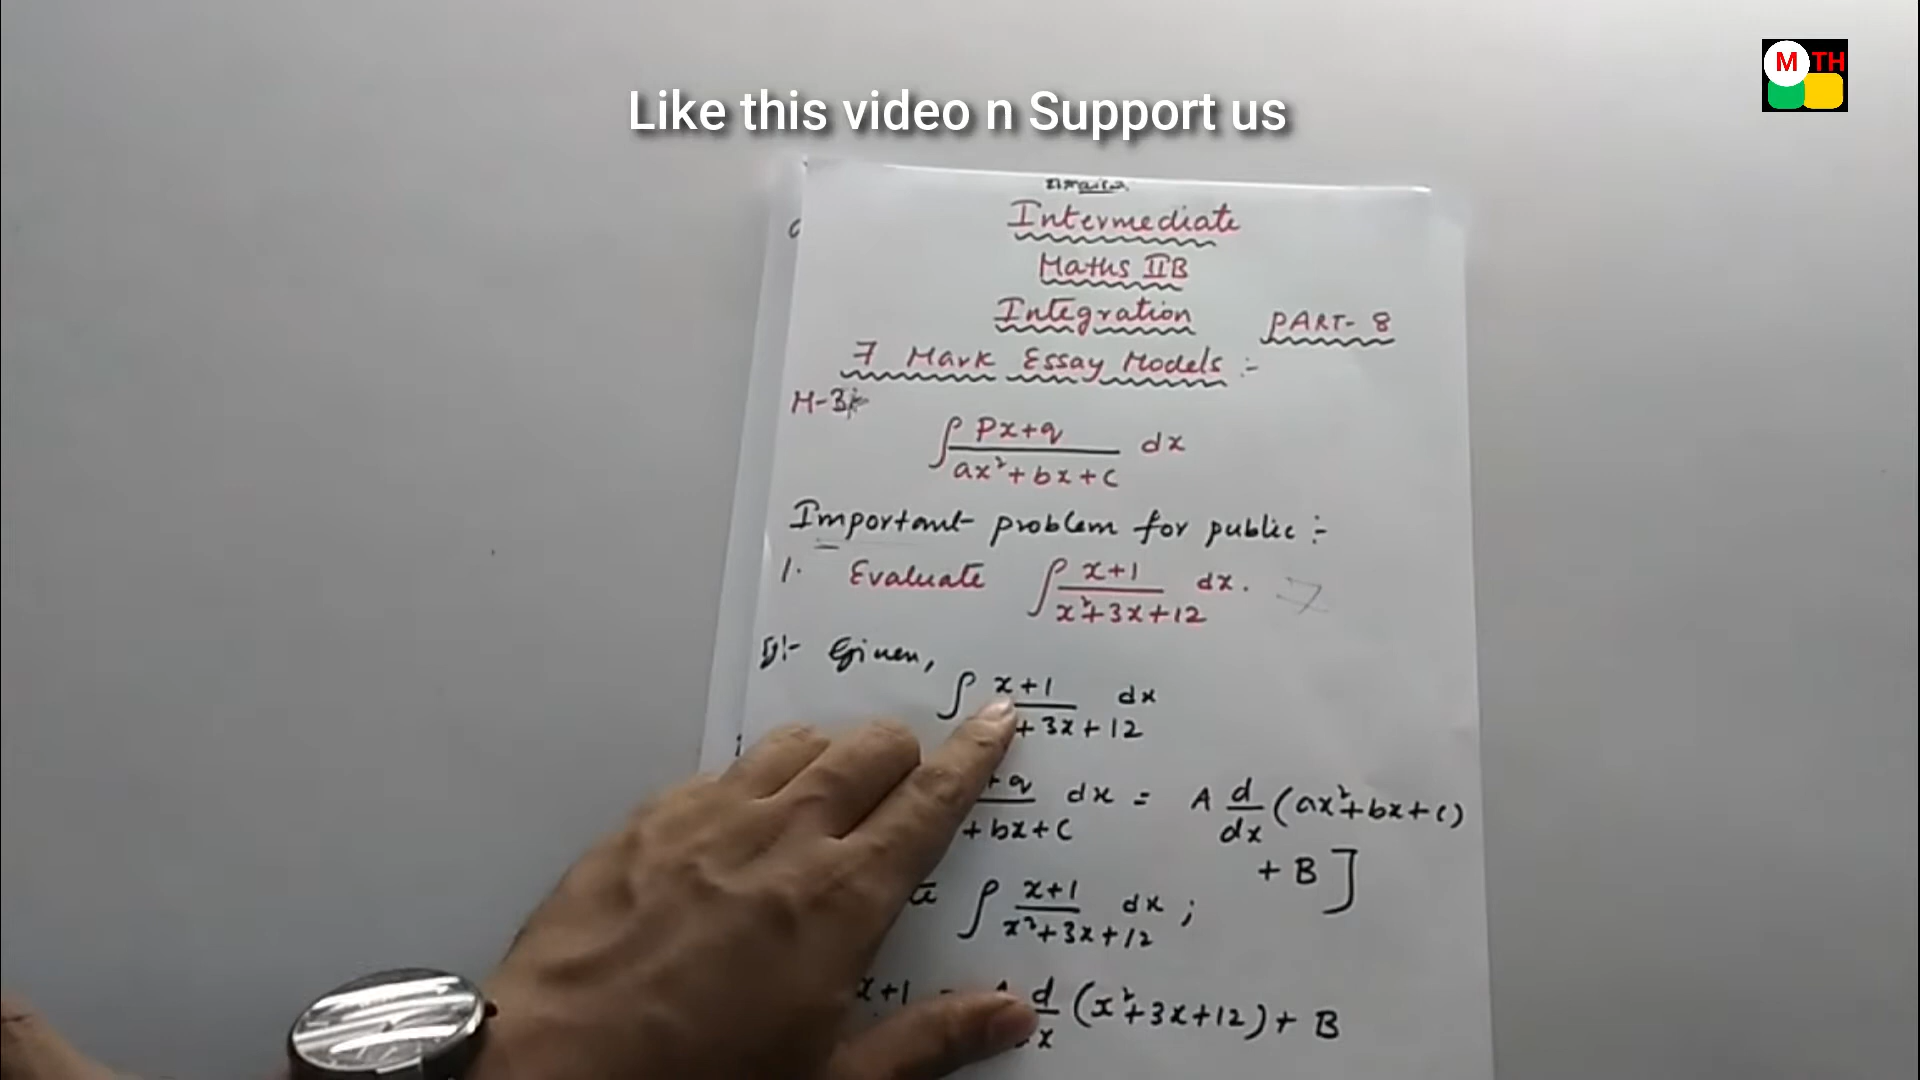 Like this video n Support us
M TH
Intermediate
Maths IIB
Integration
PART- 8
7 Mark Essay Models :-
M-3:
∫ Px+q / ax²+bx+c dx
Important problem for public :-
1. Evaluate ∫ x+1 / x²+3x+12 dx.
Given,
∫ x+1 / + 3x + 12 dx
+ q / + bx + c dx = A d/dx (ax²+bx+c)
+ B ]
∫ x+1 / x²+3x+12 dx ;
x+1 = d/dx (x²+3x+12) + B